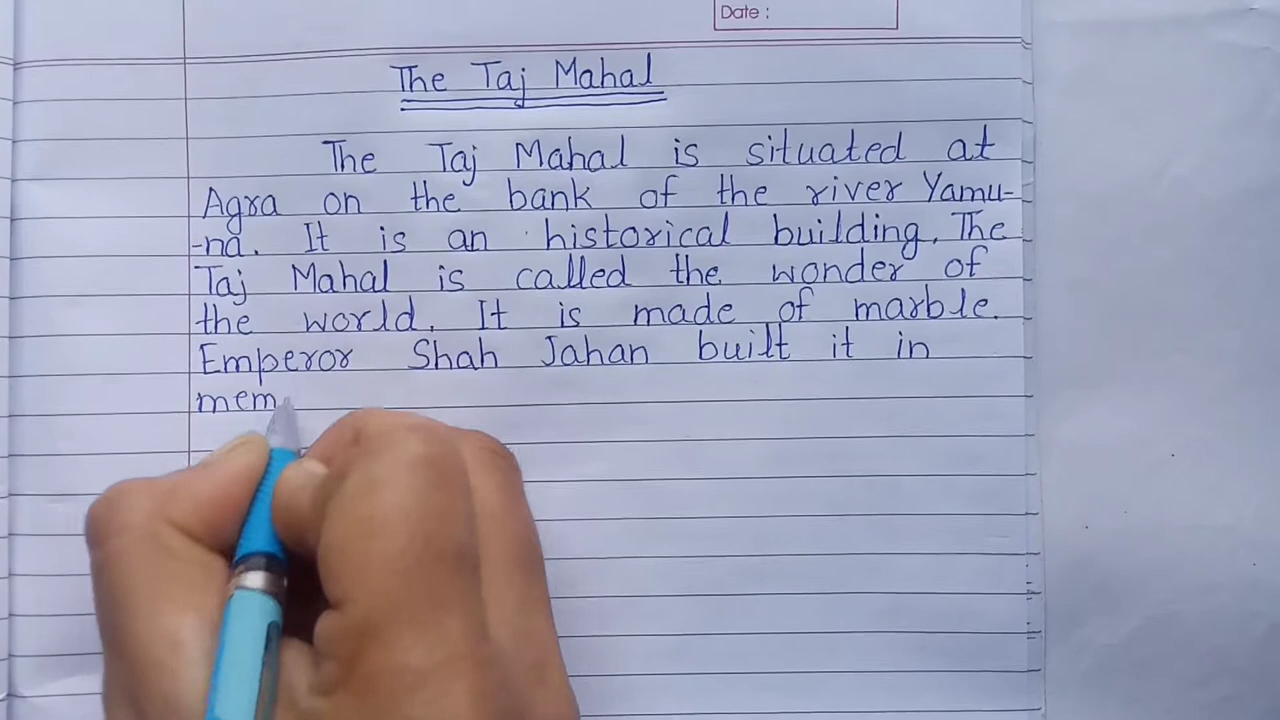 Date :
The Taj Mahal
The Taj Mahal is situated at
Agra on the bank of the river Yamu-
-na. It is an historical building. The
Taj Mahal is called the wonder of
the world. It is made of marble.
Emperor Shah Jahan built it in
mem